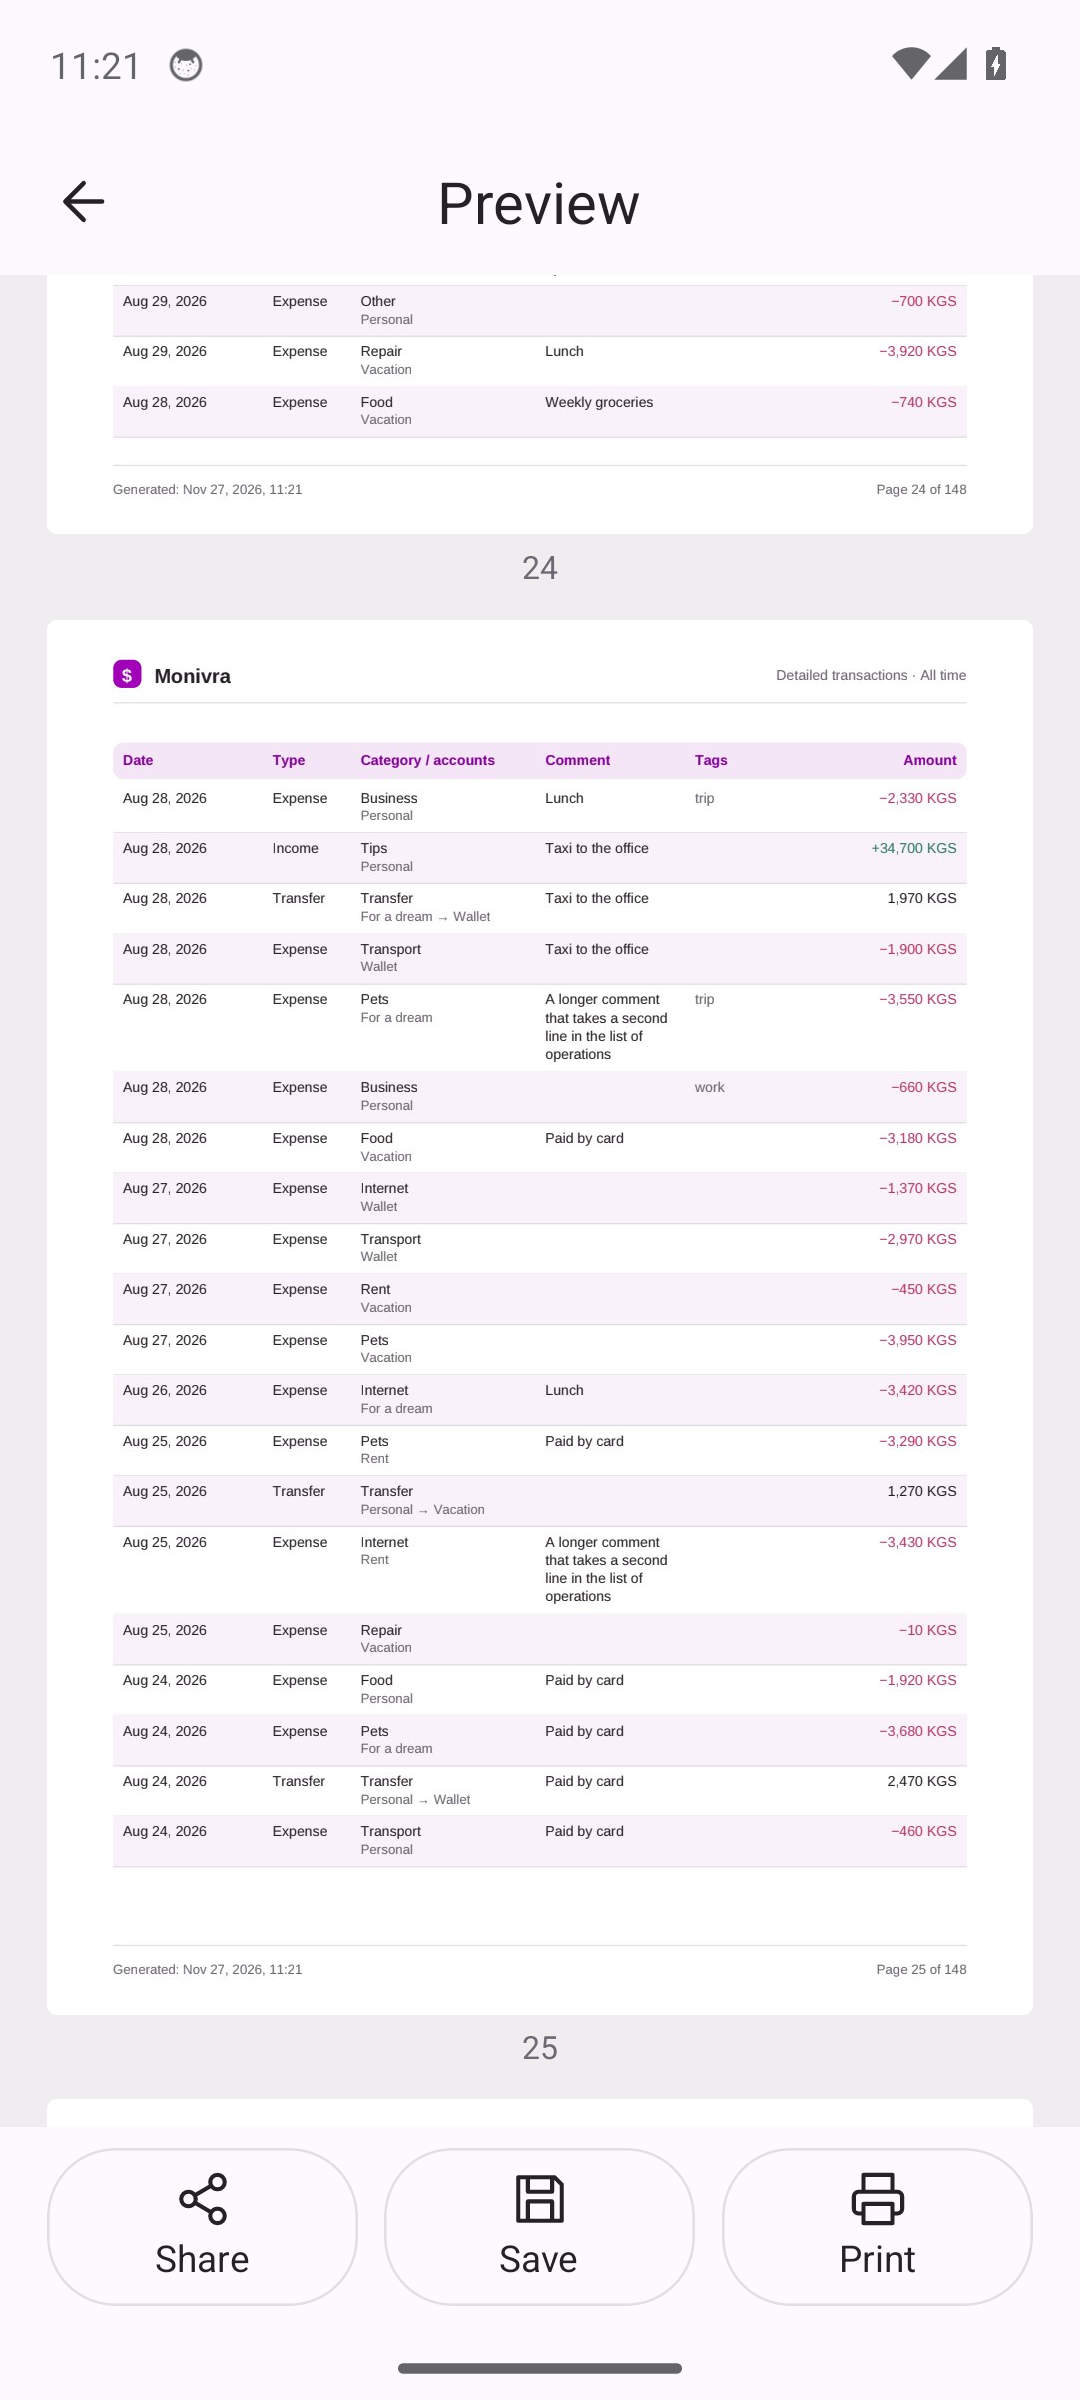 11:21
Preview
Aug 29, 2026 Expense Other −700 KGS
Personal
Aug 29, 2026 Expense Repair Lunch −3,920 KGS
Vacation
Aug 28, 2026 Expense Food Weekly groceries −740 KGS
Vacation
Generated: Nov 27, 2026, 11:21 Page 24 of 148
24
$ Monivra Detailed transactions · All time
Date Type Category / accounts Comment Tags Amount
Aug 28, 2026 Expense Business Lunch trip −2,330 KGS
Personal
Aug 28, 2026 Income Tips Taxi to the office +34,700 KGS
Personal
Aug 28, 2026 Transfer Transfer Taxi to the office 1,970 KGS
For a dream → Wallet
Aug 28, 2026 Expense Transport Taxi to the office −1,900 KGS
Wallet
Aug 28, 2026 Expense Pets A longer comment trip −3,550 KGS
For a dream that takes a second
line in the list of
operations
Aug 28, 2026 Expense Business work −660 KGS
Personal
Aug 28, 2026 Expense Food Paid by card −3,180 KGS
Vacation
Aug 27, 2026 Expense Internet −1,370 KGS
Wallet
Aug 27, 2026 Expense Transport −2,970 KGS
Wallet
Aug 27, 2026 Expense Rent −450 KGS
Vacation
Aug 27, 2026 Expense Pets −3,950 KGS
Vacation
Aug 26, 2026 Expense Internet Lunch −3,420 KGS
For a dream
Aug 25, 2026 Expense Pets Paid by card −3,290 KGS
Rent
Aug 25, 2026 Transfer Transfer 1,270 KGS
Personal → Vacation
Aug 25, 2026 Expense Internet A longer comment −3,430 KGS
Rent that takes a second
line in the list of
operations
Aug 25, 2026 Expense Repair −10 KGS
Vacation
Aug 24, 2026 Expense Food Paid by card −1,920 KGS
Personal
Aug 24, 2026 Expense Pets Paid by card −3,680 KGS
For a dream
Aug 24, 2026 Transfer Transfer Paid by card 2,470 KGS
Personal → Wallet
Aug 24, 2026 Expense Transport Paid by card −460 KGS
Personal
Generated: Nov 27, 2026, 11:21 Page 25 of 148
25
Share Save Print